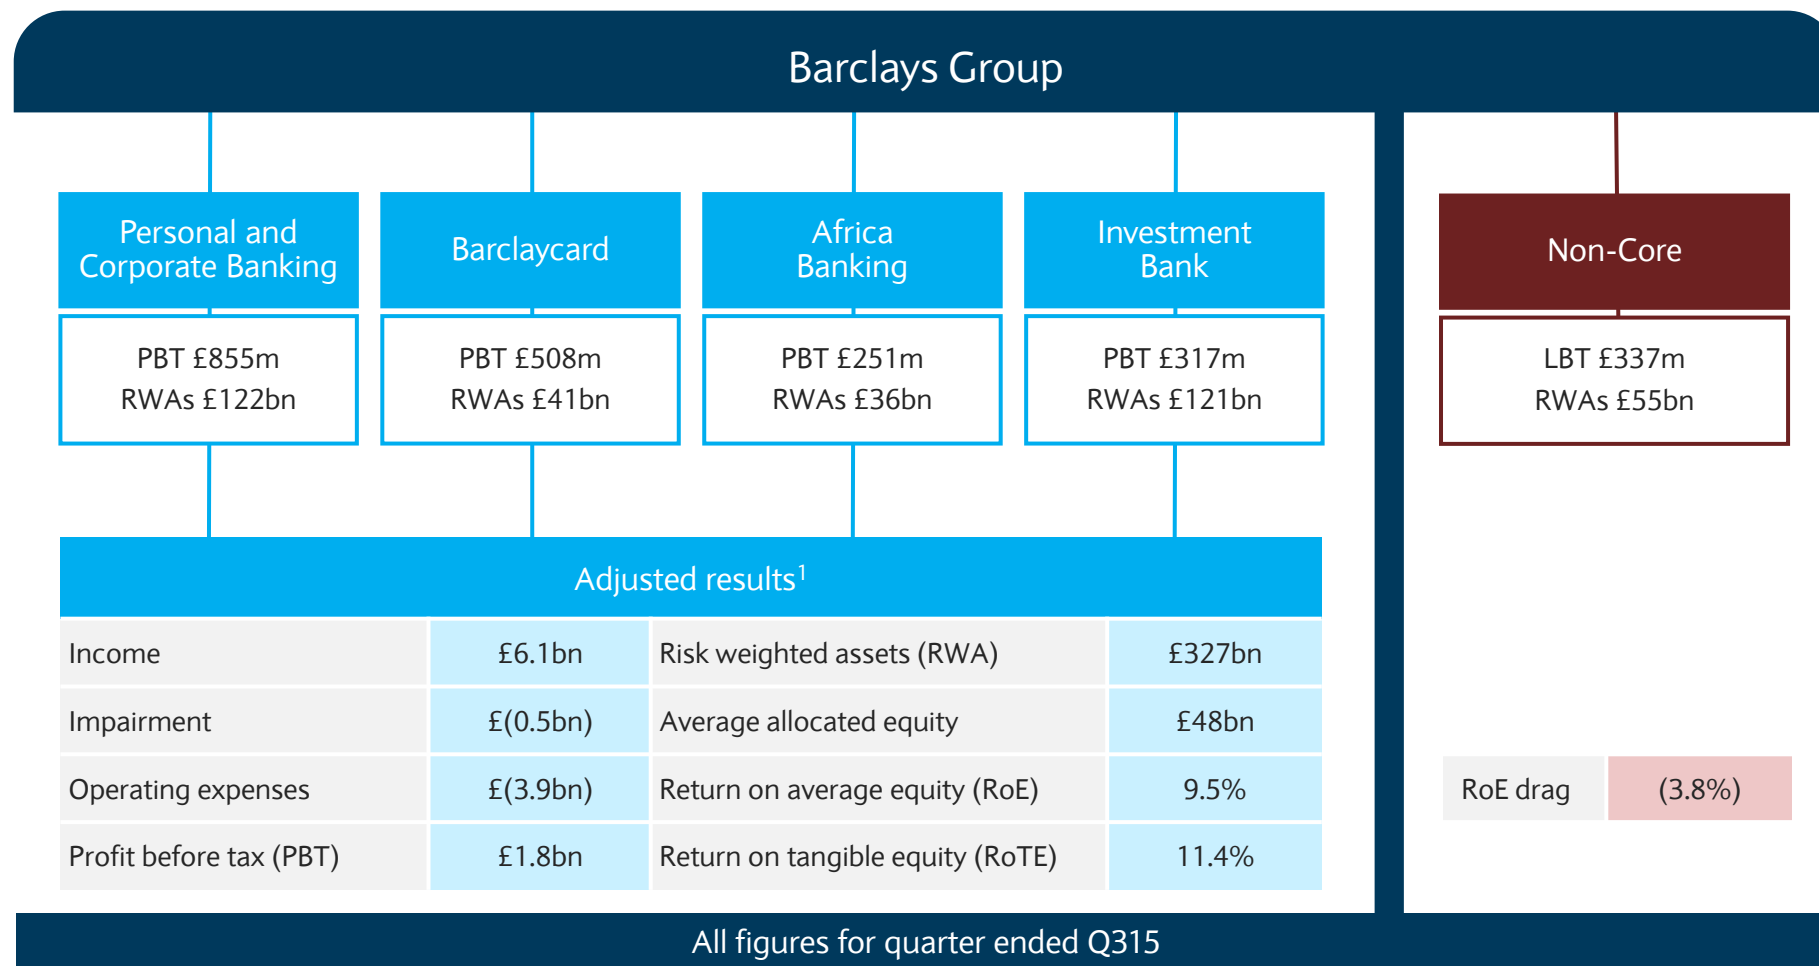 Barclays Group
Personal and
Corporate Banking
PBT £855m
RWAs £122bn
Barclaycard
PBT £508m
RWAs £41bn
Africa
Banking
PBT £251m
RWAs £36bn
Investment
Bank
PBT £317m
RWAs £121bn
Non-Core
LBT £337m
RWAs £55bn
Adjusted results¹
Income £6.1bn Risk weighted assets (RWA) £327bn
Impairment £(0.5bn) Average allocated equity £48bn
Operating expenses £(3.9bn) Return on average equity (RoE) 9.5%
Profit before tax (PBT) £1.8bn Return on tangible equity (RoTE) 11.4%
RoE drag (3.8%)
All figures for quarter ended Q315